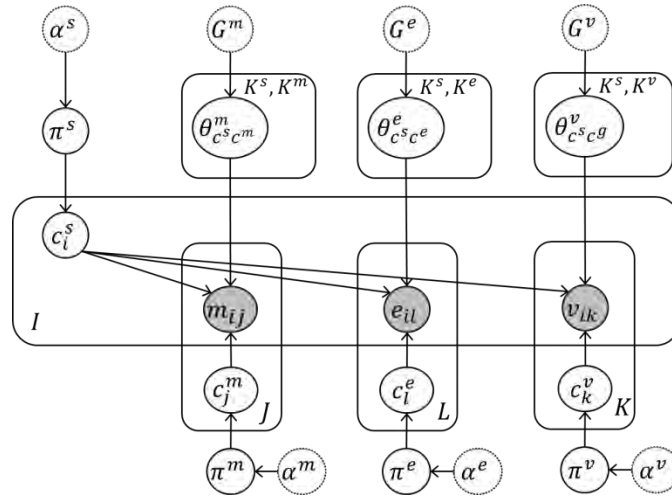 α^s G^m G^e G^v
K^s, K^m K^s, K^e K^s, K^v
π^s θ^m_{c^s c^m} θ^e_{c^s c^e} θ^v_{c^s c^g}
c^s_i
I m_{ij} e_{il} v_{ik}
c^m_j c^e_l c^v_k
J L K
π^m α^m π^e α^e π^v α^v